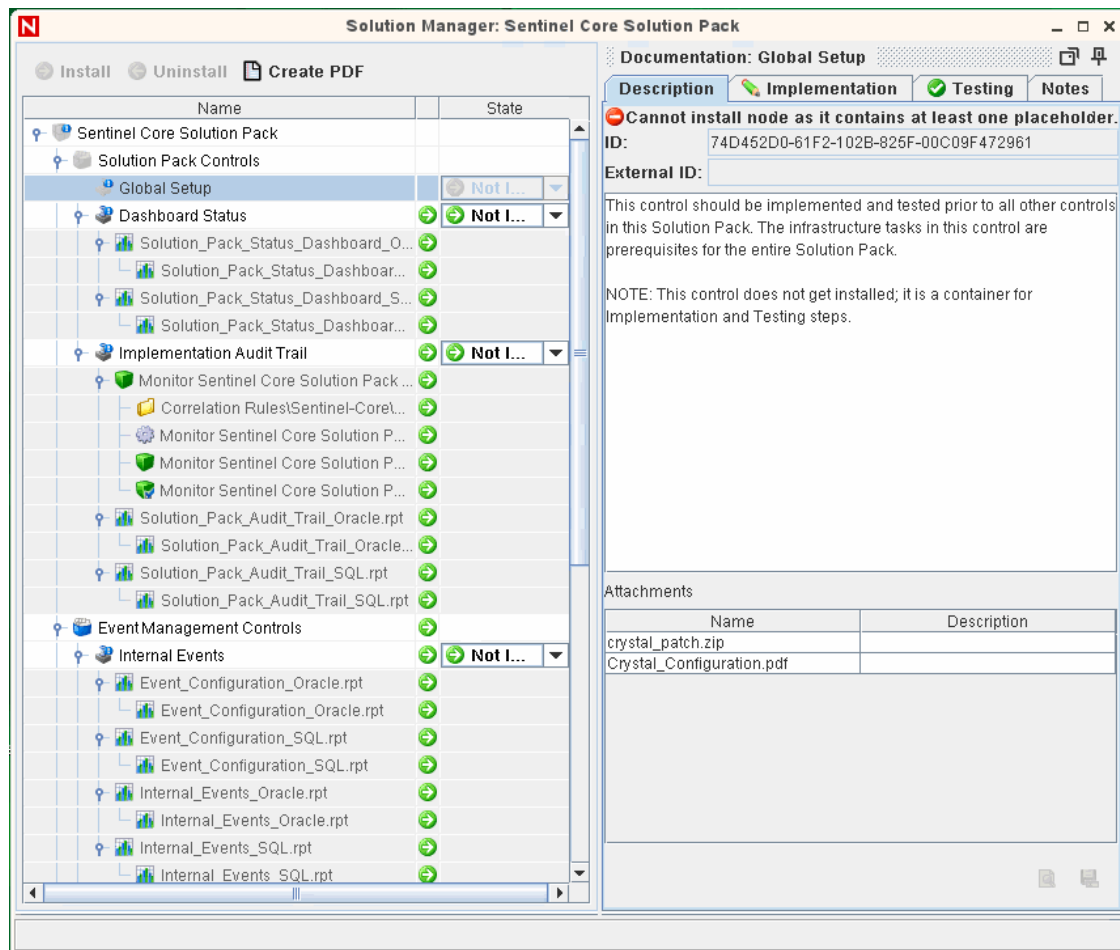 Solution Manager: Sentinel Core Solution Pack
Install Uninstall Create PDF
Name State
Sentinel Core Solution Pack
Solution Pack Controls
Global Setup Not I...
Dashboard Status Not I...
Solution_Pack_Status_Dashboard_O...
Solution_Pack_Status_Dashboar...
Solution_Pack_Status_Dashboard_S...
Solution_Pack_Status_Dashboar...
Implementation Audit Trail Not I...
Monitor Sentinel Core Solution Pack ...
Correlation Rules\Sentinel-Core\...
Monitor Sentinel Core Solution P...
Monitor Sentinel Core Solution P...
Monitor Sentinel Core Solution P...
Solution_Pack_Audit_Trail_Oracle.rpt
Solution_Pack_Audit_Trail_Oracle...
Solution_Pack_Audit_Trail_SQL.rpt
Solution_Pack_Audit_Trail_SQL.rpt
Event Management Controls
Internal Events Not I...
Event_Configuration_Oracle.rpt
Event_Configuration_Oracle.rpt
Event_Configuration_SQL.rpt
Event_Configuration_SQL.rpt
Internal_Events_Oracle.rpt
Internal_Events_Oracle.rpt
Internal_Events_SQL.rpt
Internal_Events_SQL.rpt
Documentation: Global Setup
Description Implementation Testing Notes
Cannot install node as it contains at least one placeholder.
ID: 74D452D0-61F2-102B-825F-00C09F472961
External ID:
This control should be implemented and tested prior to all other controls
in this Solution Pack. The infrastructure tasks in this control are
prerequisites for the entire Solution Pack.
NOTE: This control does not get installed; it is a container for
Implementation and Testing steps.
Attachments
Name Description
crystal_patch.zip
Crystal_Configuration.pdf